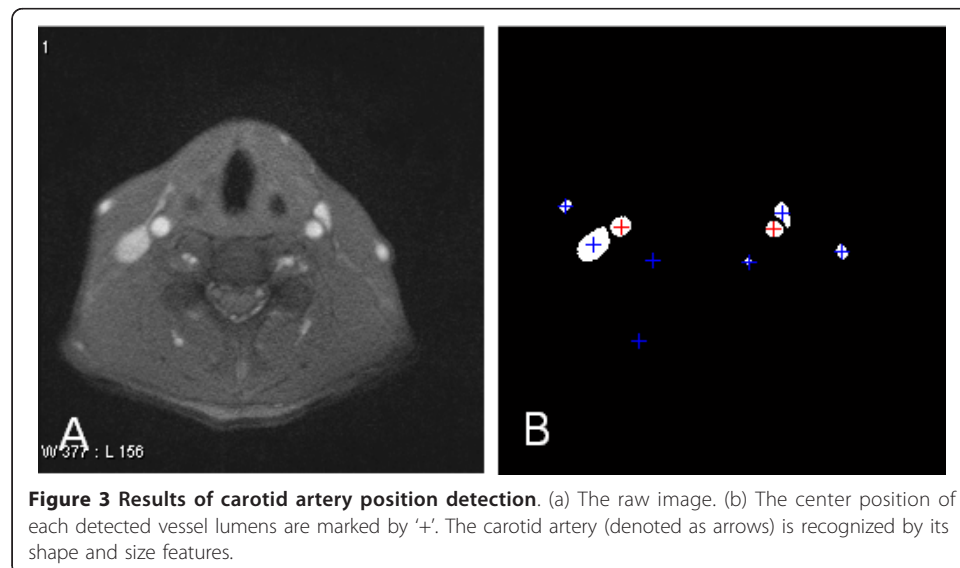 1
A
W 377 : L 156
B
Figure 3 Results of carotid artery position detection. (a) The raw image. (b) The center position of
each detected vessel lumens are marked by ‘+’. The carotid artery (denoted as arrows) is recognized by its
shape and size features.